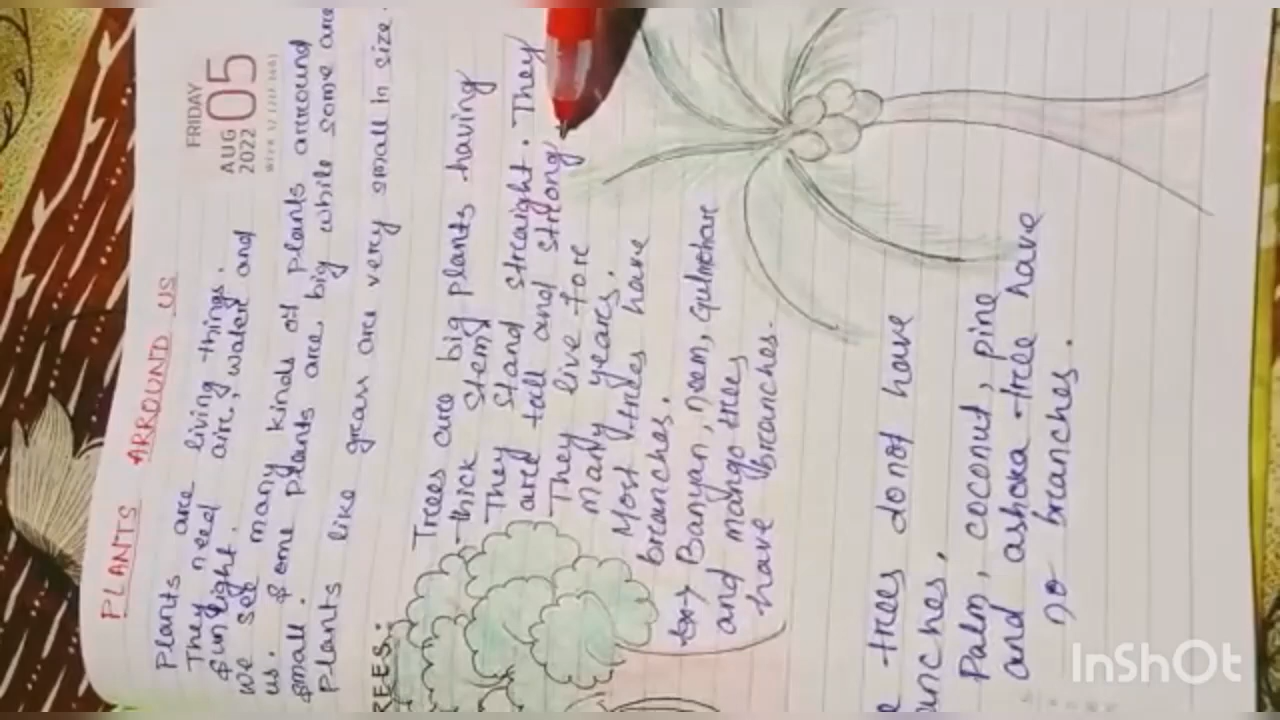 FRIDAY
05
AUG
2022
PLANTS ARROUND US
Plants are living things.
They need air, water and
sunlight.
We see many kinds of plants arround
us. Some plants are big while some are
small.
Plants like grean are very small in size.
REES:
Trees are big plants having
thick stem.
They stand straight. They
are tall and strong
They live for
many years.
Most trees have
branches.
Ex→ Banyan, neem, Gulmohar
and mango trees
have branches.
trees donot have
anches.
Palm, coconut, pine
and ashoka tree have
no branches.
InShOt